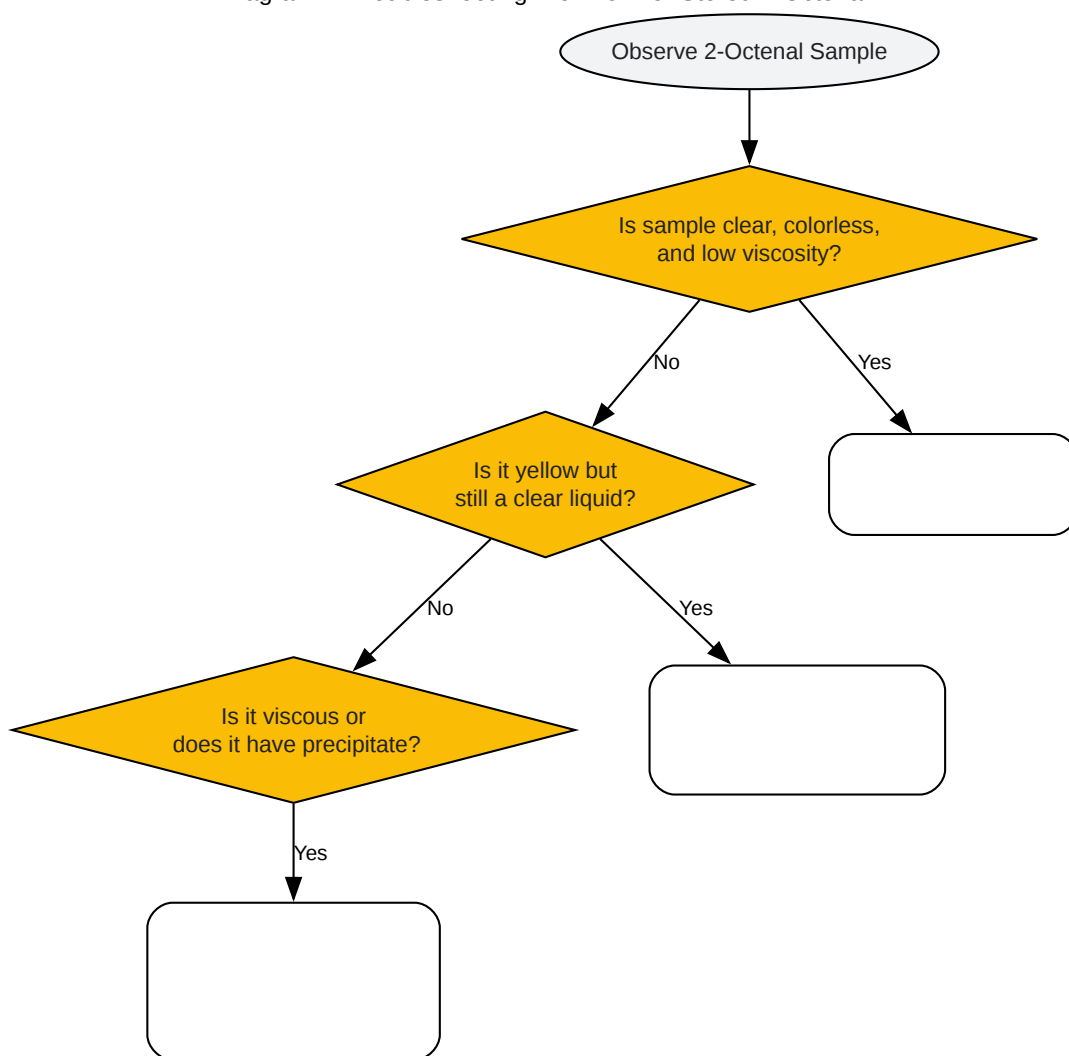 Observe 2-Octenal Sample
Is sample clear, colorless,
and low viscosity?
No
Yes
Is it yellow but
still a clear liquid?
No
Yes
Is it viscous or
does it have precipitate?
Yes